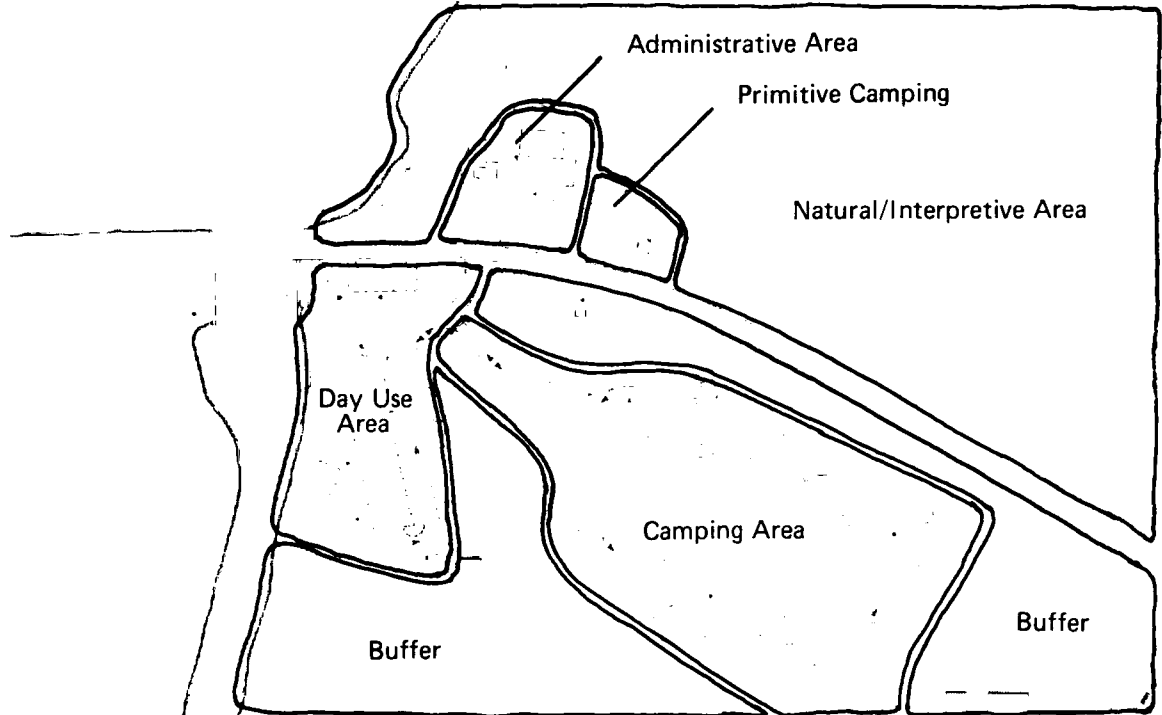 Administrative Area
Primitive Camping
Natural/Interpretive Area
Day Use
Area
Camping Area
Buffer
Buffer